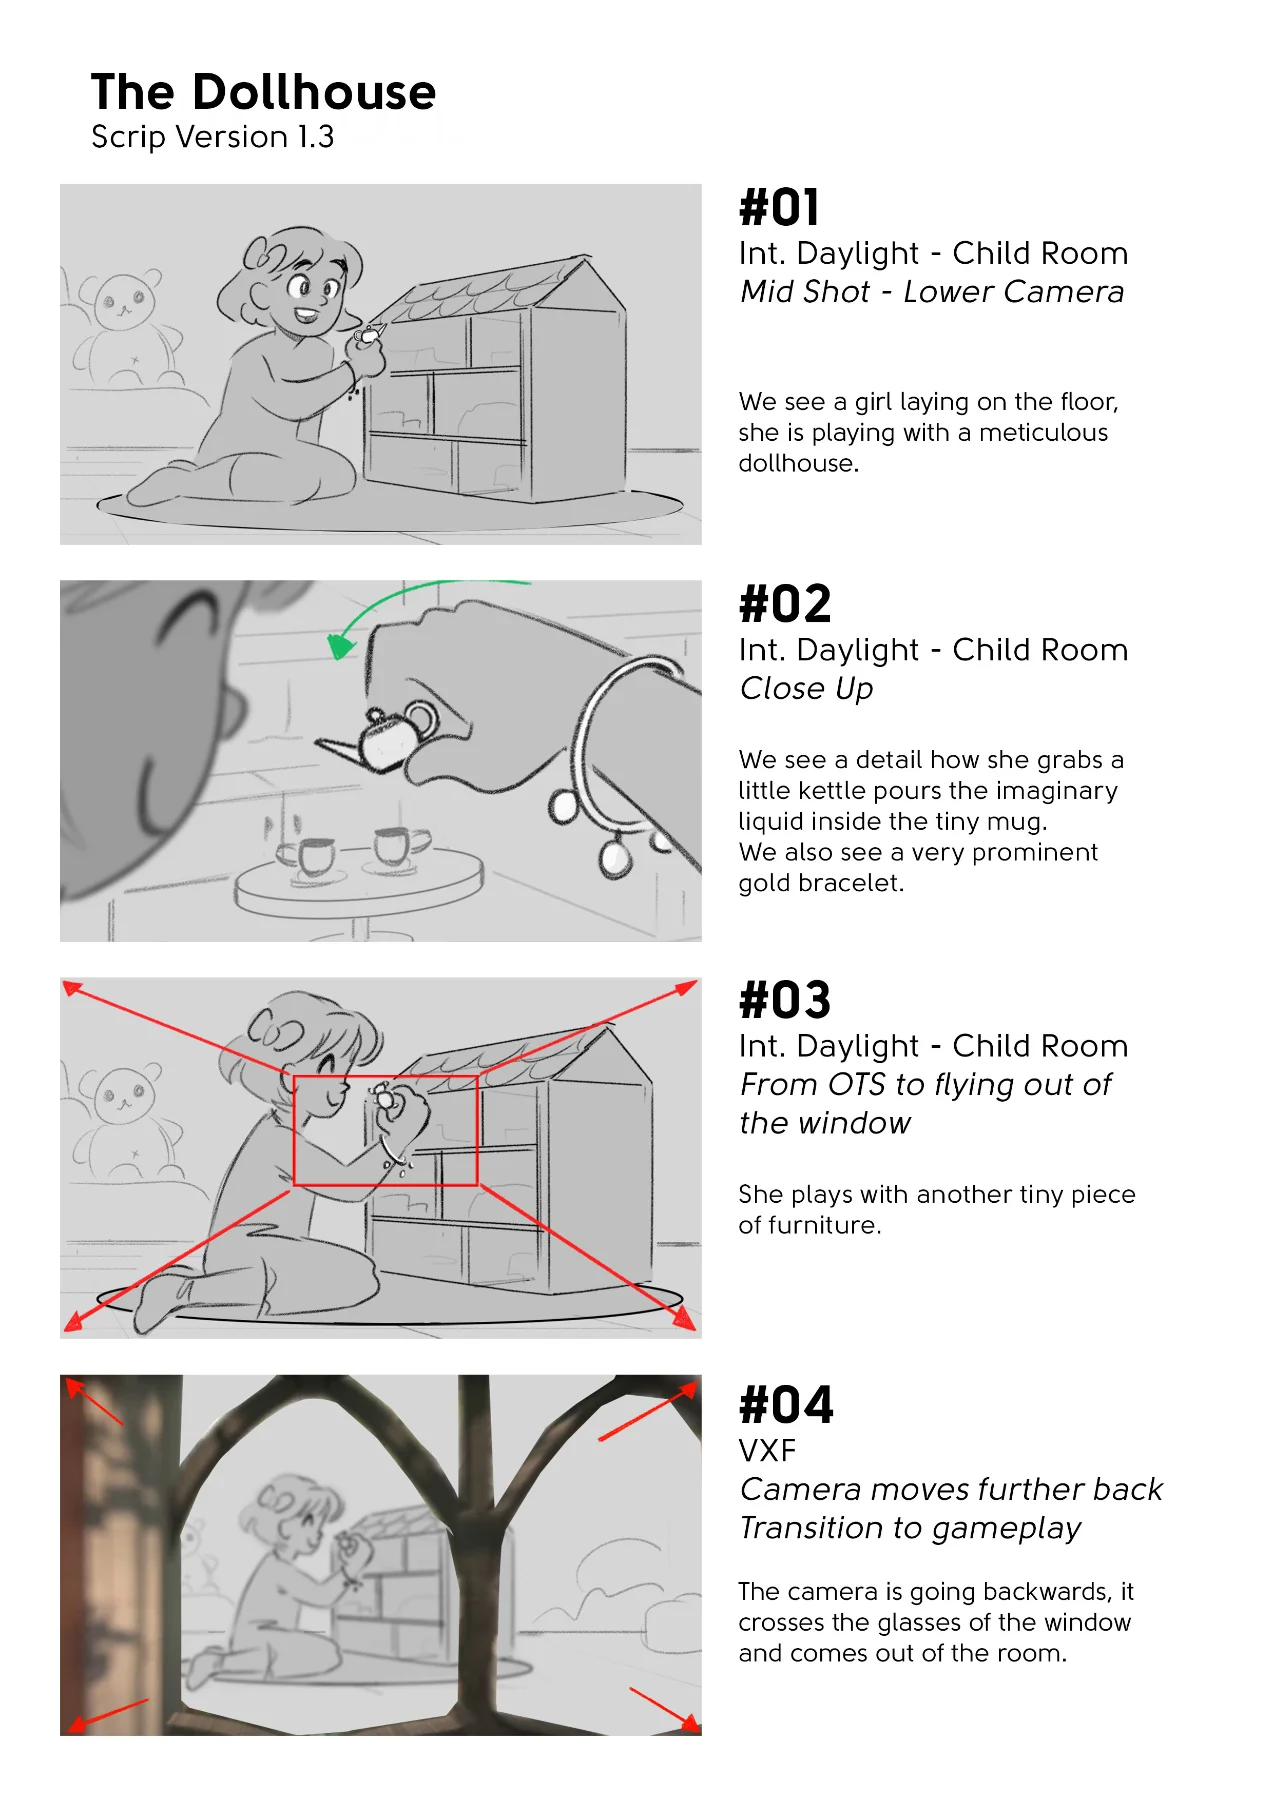 The Dollhouse
Scrip Version 1.3
#01
Int. Daylight - Child Room
Mid Shot - Lower Camera
We see a girl laying on the floor,
she is playing with a meticulous
dollhouse.
#02
Int. Daylight - Child Room
Close Up
We see a detail how she grabs a
little kettle pours the imaginary
liquid inside the tiny mug.
We also see a very prominent
gold bracelet.
#03
Int. Daylight - Child Room
From OTS to flying out of
the window
She plays with another tiny piece
of furniture.
#04
VXF
Camera moves further back
Transition to gameplay
The camera is going backwards, it
crosses the glasses of the window
and comes out of the room.